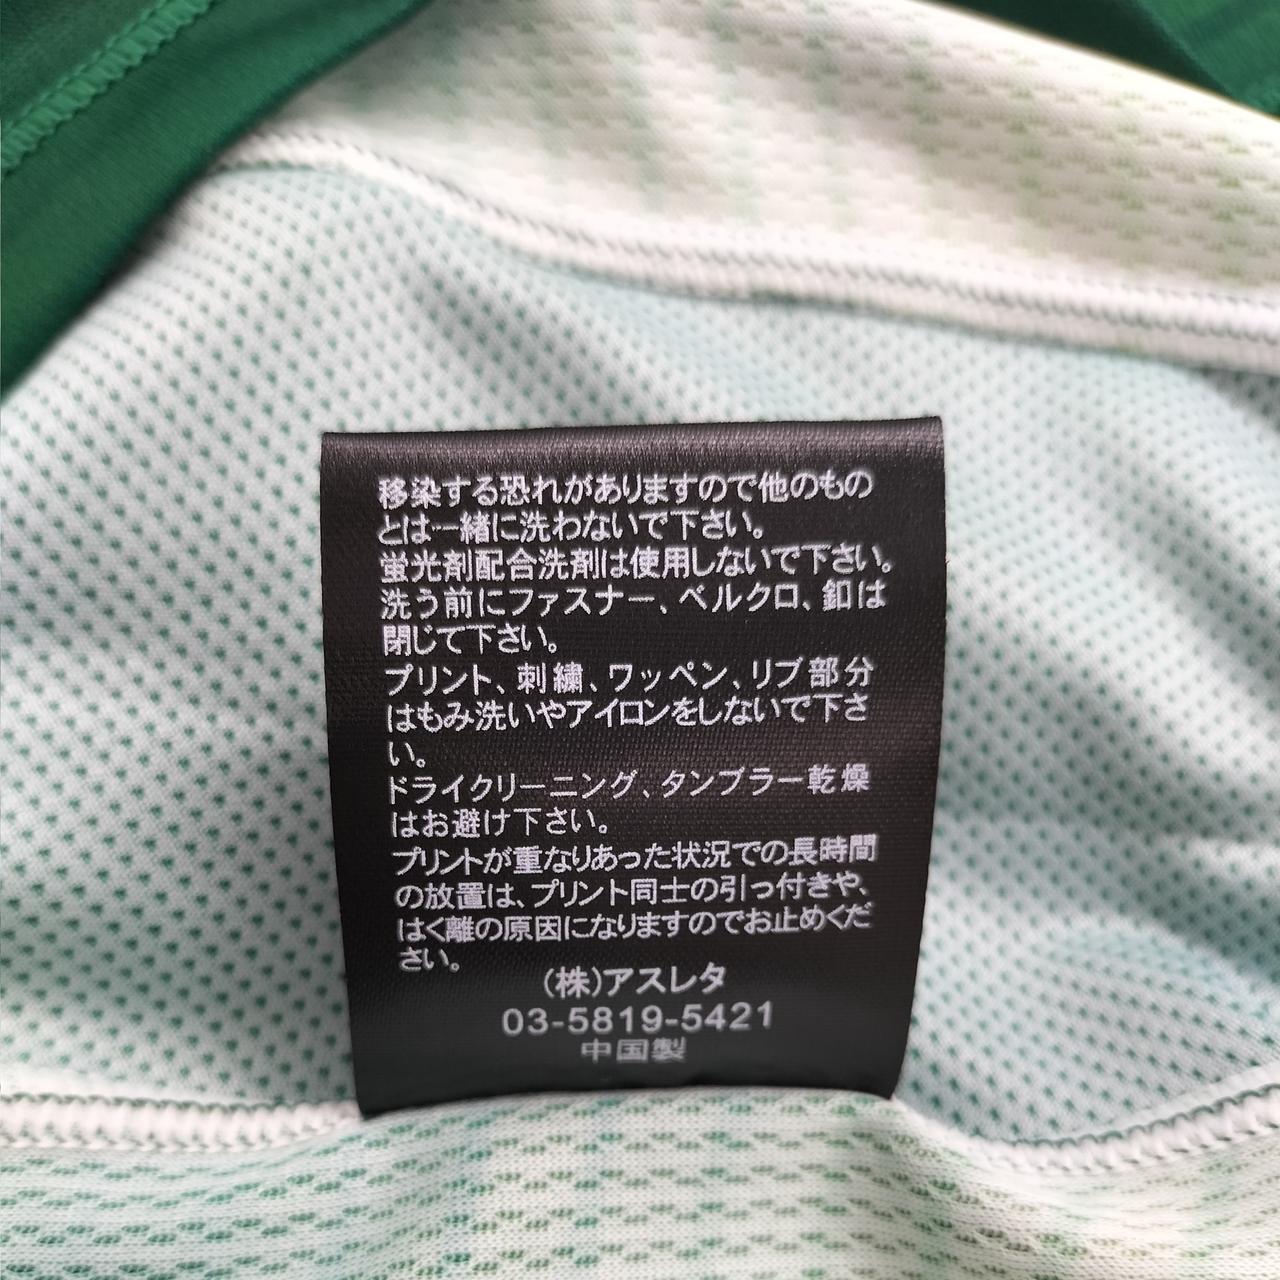 移染する恐れがありますので他のもの
とは一緒に洗わないで下さい。
蛍光剤配合洗剤は使用しないで下さい。
洗う前にファスナー、ベルクロ、釦は
閉じて下さい。
プリント、刺繍、ワッペン、リブ部分
はもみ洗いやアイロンをしないで下さ
い。
ドライクリーニング、タンブラー乾燥
はお避け下さい。
プリントが重なりあった状況での長時間
の放置は、プリント同士の引っ付きや、
はく離の原因になりますのでお止めくだ
さい。
(株)アスレタ
03-5819-5421
中国製